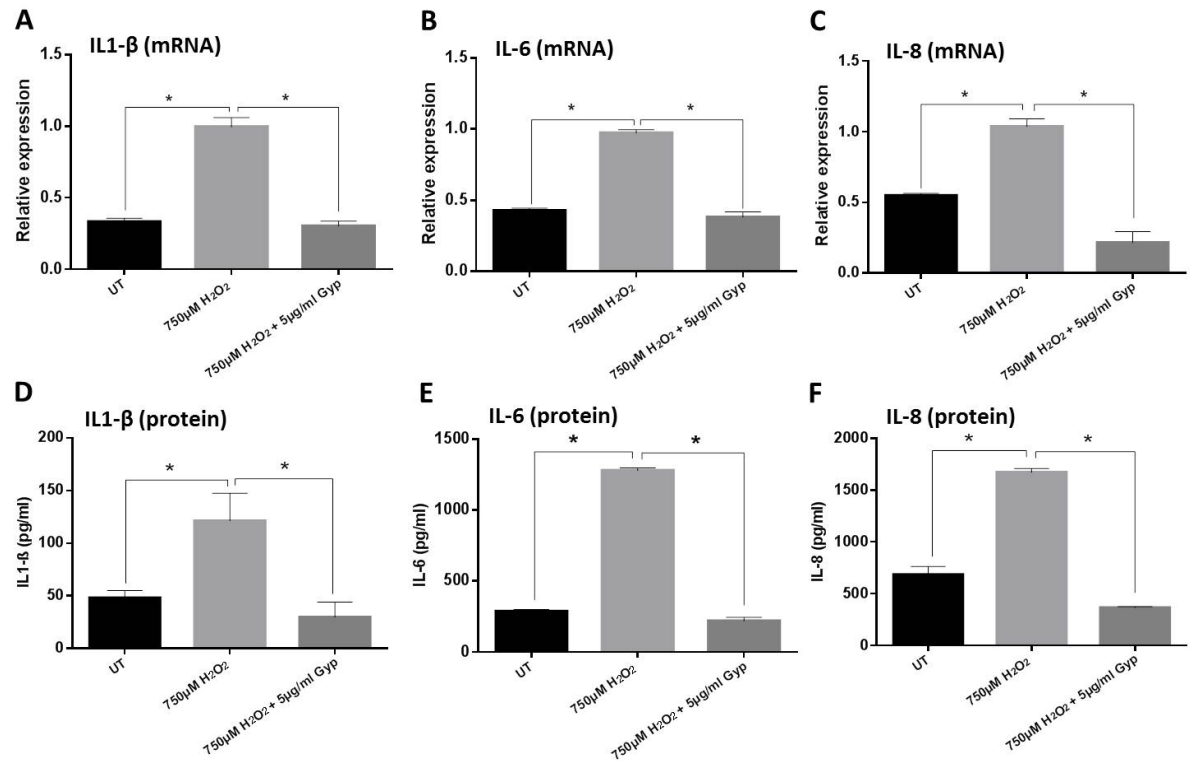 A
IL1-β (mRNA)
Relative expression
1.5
1.0
0.5
0.0
*
*
UT
750µM H₂O₂
750µM H₂O₂ + 5µg/ml Gyp
B
IL-6 (mRNA)
Relative expression
1.5
1.0
0.5
0.0
*
*
UT
750µM H₂O₂
750µM H₂O₂ + 5µg/ml Gyp
C
IL-8 (mRNA)
Relative expression
1.5
1.0
0.5
0.0
*
*
UT
750µM H₂O₂
750µM H₂O₂ + 5µg/ml Gyp
D
IL1-β (protein)
IL1-ß (pg/ml)
200
150
100
50
0
*
*
UT
750µM H₂O₂
750µM H₂O₂ + 5µg/ml Gyp
E
IL-6 (protein)
IL-6 (pg/ml)
1500
1000
500
0
*
*
UT
750µM H₂O₂
750µM H₂O₂ + 5µg/ml Gyp
F
IL-8 (protein)
IL-8 (pg/ml)
2000
1500
1000
500
0
*
*
UT
750µM H₂O₂
750µM H₂O₂ + 5µg/ml Gyp